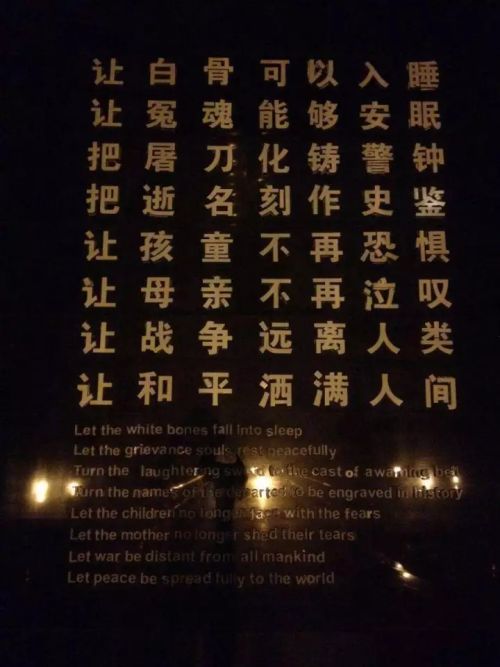 让白骨可以入睡
让冤魂能够安眠
把屠刀化铸警钟
把逝名刻作史鉴
让孩童不再恐惧
让母亲不再泣叹
让战争远离人类
让和平洒满人间
Let the white bones fall into sleep
Let the grievance souls rest peacefully
Turn the laughtering sword to the cast of a warning bell
Turn the names of the departed to be engraved in history
Let the children no longer face with the fears
Let the mother no longer shed their tears
Let war be distant from all mankind
Let peace be spread fully to the world